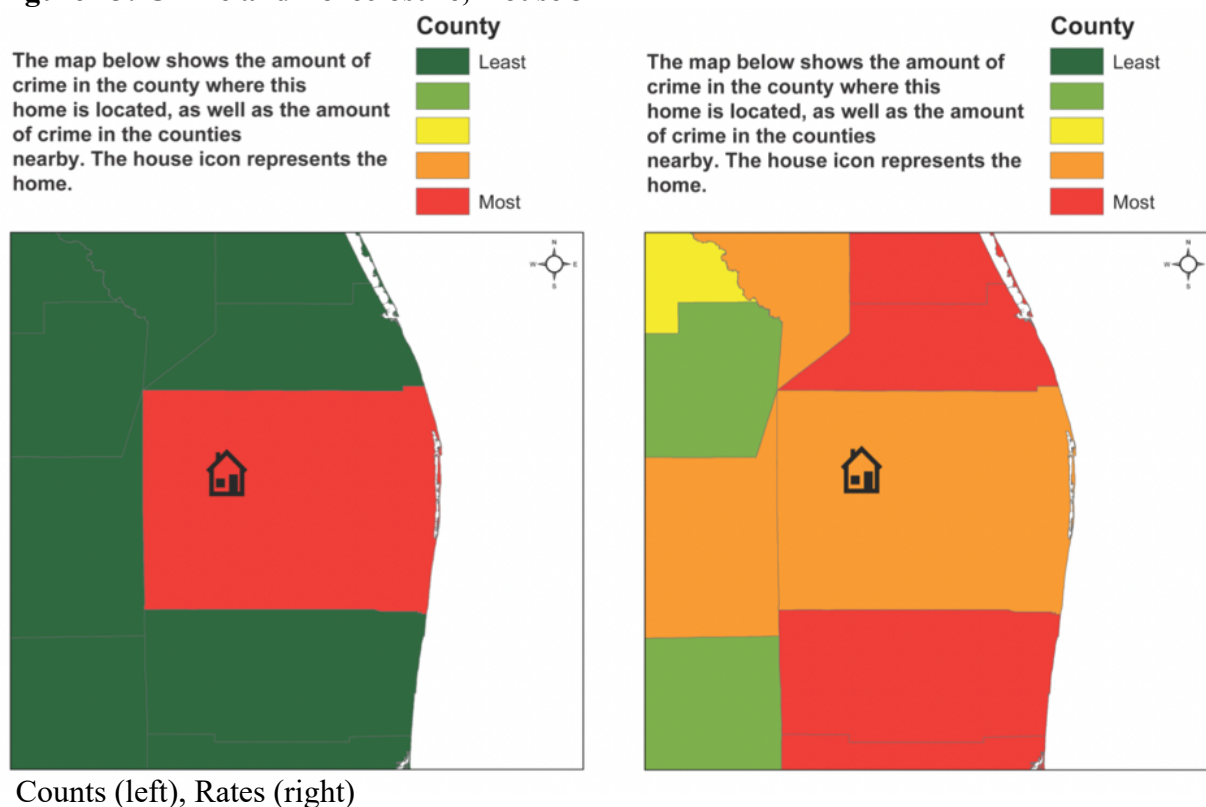 County
The map below shows the amount of
crime in the county where this
home is located, as well as the amount
of crime in the counties
nearby. The house icon represents the
home.
Least
Most
N
W E
S
County
The map below shows the amount of
crime in the county where this
home is located, as well as the amount
of crime in the counties
nearby. The house icon represents the
home.
Least
Most
N
W
S
Counts (left), Rates (right)